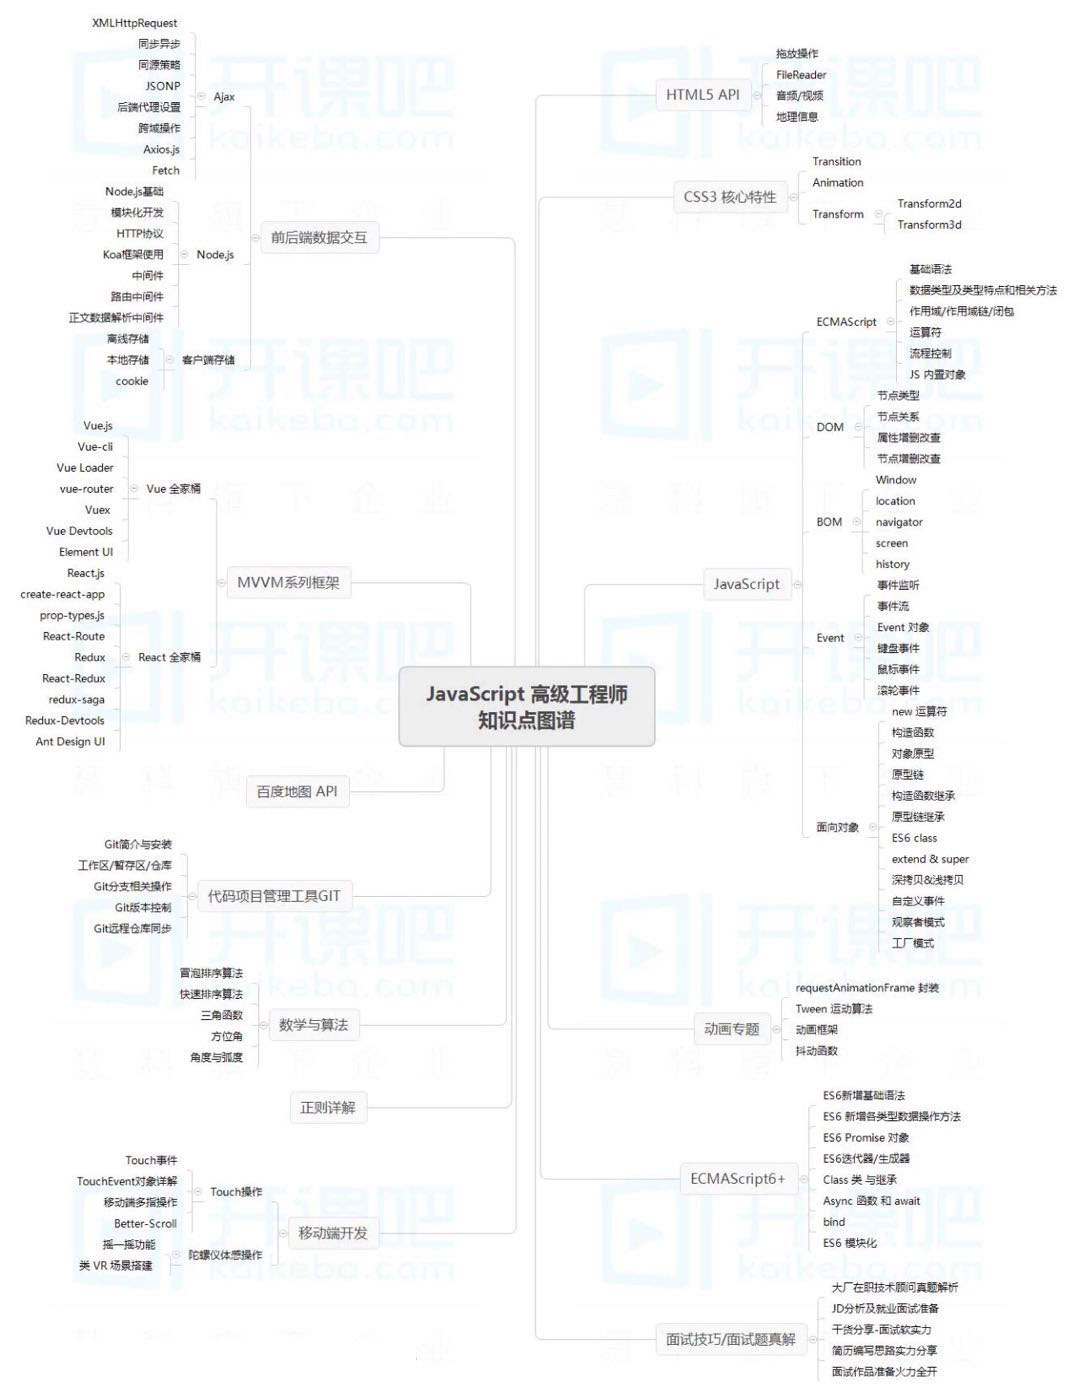 JavaScript 高级工程师
知识点图谱
前后端数据交互
Ajax
XMLHttpRequest
同步异步
同源策略
JSONP
后端代理设置
跨域操作
Axios.js
Fetch
Node.js
Node.js基础
模块化开发
HTTP协议
Koa框架使用
中间件
路由中间件
正文数据解析中间件
客户端存储
离线存储
本地存储
cookie
MVVM系列框架
Vue 全家桶
Vue.js
Vue-cli
Vue Loader
vue-router
Vuex
Vue Devtools
Element UI
React 全家桶
React.js
create-react-app
prop-types.js
React-Route
Redux
React-Redux
redux-saga
Redux-Devtools
Ant Design UI
百度地图 API
代码项目管理工具GIT
Git简介与安装
工作区/暂存区/仓库
Git分支相关操作
Git版本控制
Git远程仓库同步
数学与算法
冒泡排序算法
快速排序算法
三角函数
方位角
角度与弧度
正则详解
移动端开发
Touch操作
Touch事件
TouchEvent对象详解
移动端多指操作
Better-Scroll
陀螺仪体感操作
摇一摇功能
类 VR 场景搭建
HTML5 API
拖放操作
FileReader
音频/视频
地理信息
CSS3 核心特性
Transition
Animation
Transform
Transform2d
Transform3d
JavaScript
ECMAScript
基础语法
数据类型及类型特点和相关方法
作用域/作用域链/闭包
运算符
流程控制
JS 内置对象
DOM
节点类型
节点关系
属性增删改查
节点增删改查
BOM
Window
location
navigator
screen
history
Event
事件监听
事件流
Event 对象
键盘事件
鼠标事件
滚轮事件
面向对象
new 运算符
构造函数
对象原型
原型链
构造函数继承
原型链继承
ES6 class
extend & super
深拷贝&浅拷贝
自定义事件
观察者模式
工厂模式
动画专题
requestAnimationFrame 封装
Tween 运动算法
动画框架
抖动函数
ECMAScript6+
ES6新增基础语法
ES6 新增各类型数据操作方法
ES6 Promise 对象
ES6迭代器/生成器
Class 类 与继承
Async 函数 和 await
bind
ES6 模块化
面试技巧/面试题真解
大厂在职技术顾问真题解析
JD分析及就业面试准备
干货分享-面试软实力
简历编写思路实力分享
面试作品准备火力全开
开课吧
kaikeba.com
慧科旗下企业